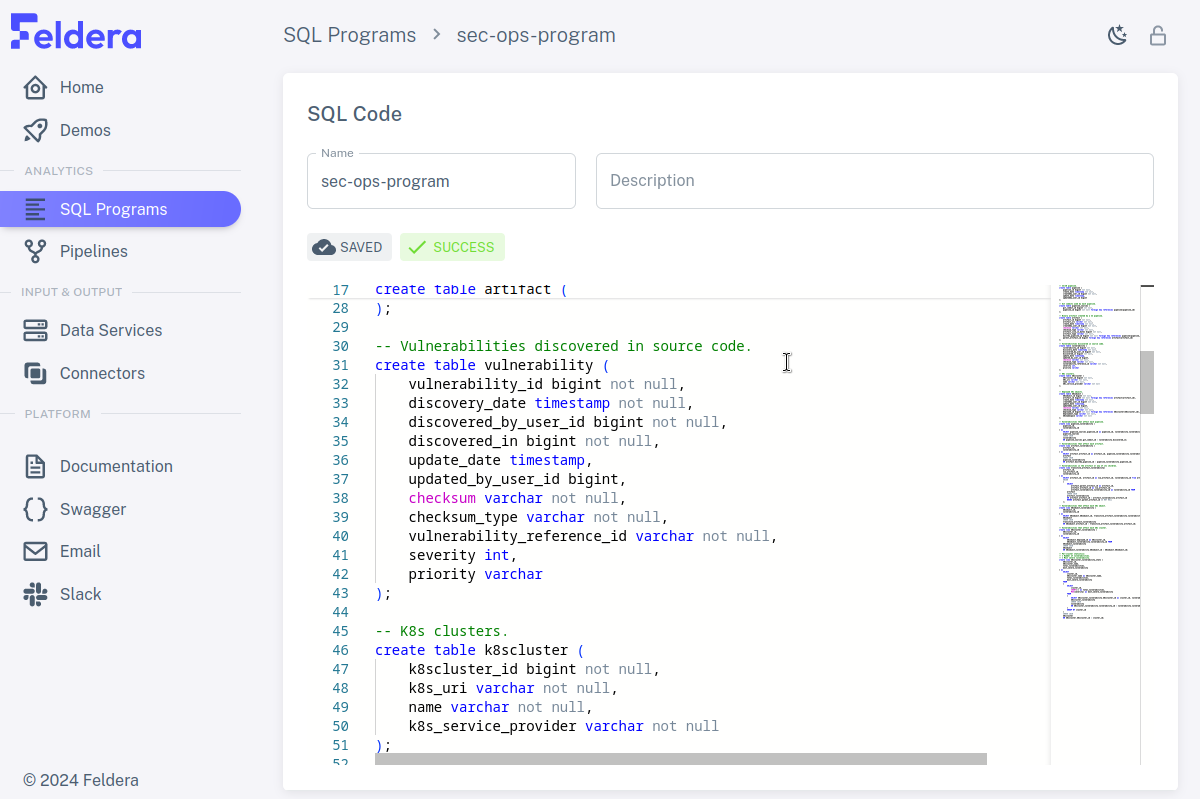 Feldera
SQL Programs > sec-ops-program
Home
Demos
ANALYTICS
SQL Programs
Pipelines
INPUT & OUTPUT
Data Services
Connectors
PLATFORM
Documentation
Swagger
Email
Slack
© 2024 Feldera
SQL Code
Name
sec-ops-program
Description
SAVED
SUCCESS
17 create table artifact (
28 );
29
30 -- Vulnerabilities discovered in source code.
31 create table vulnerability (
32 vulnerability_id bigint not null,
33 discovery_date timestamp not null,
34 discovered_by_user_id bigint not null,
35 discovered_in bigint not null,
36 update_date timestamp,
37 updated_by_user_id bigint,
38 checksum varchar not null,
39 checksum_type varchar not null,
40 vulnerability_reference_id varchar not null,
41 severity int,
42 priority varchar
43 );
44
45 -- K8s clusters.
46 create table k8scluster (
47 k8scluster_id bigint not null,
48 k8s_uri varchar not null,
49 name varchar not null,
50 k8s_service_provider varchar not null
51 );
52